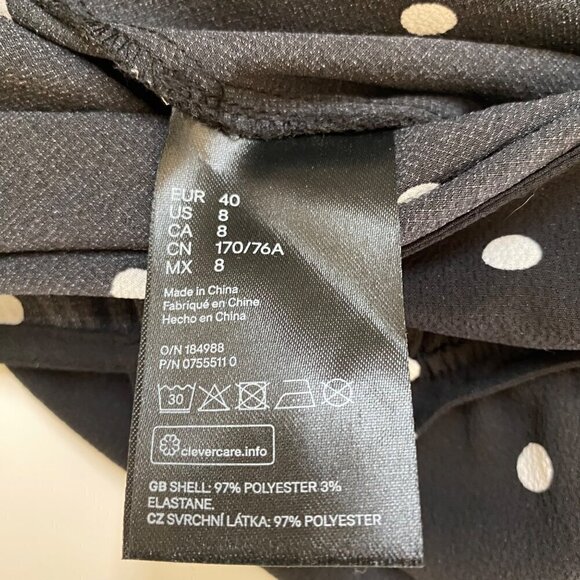 EUR 40
US 8
CA 8
CN 170/76A
MX 8
Made in China
Fabriqué en Chine
Hecho en China
O/N 184988
P/N 0755511 0
30
clevercare.info
GB SHELL: 97% POLYESTER 3%
ELASTANE.
CZ SVRCHNÍ LÁTKA: 97% POLYESTER